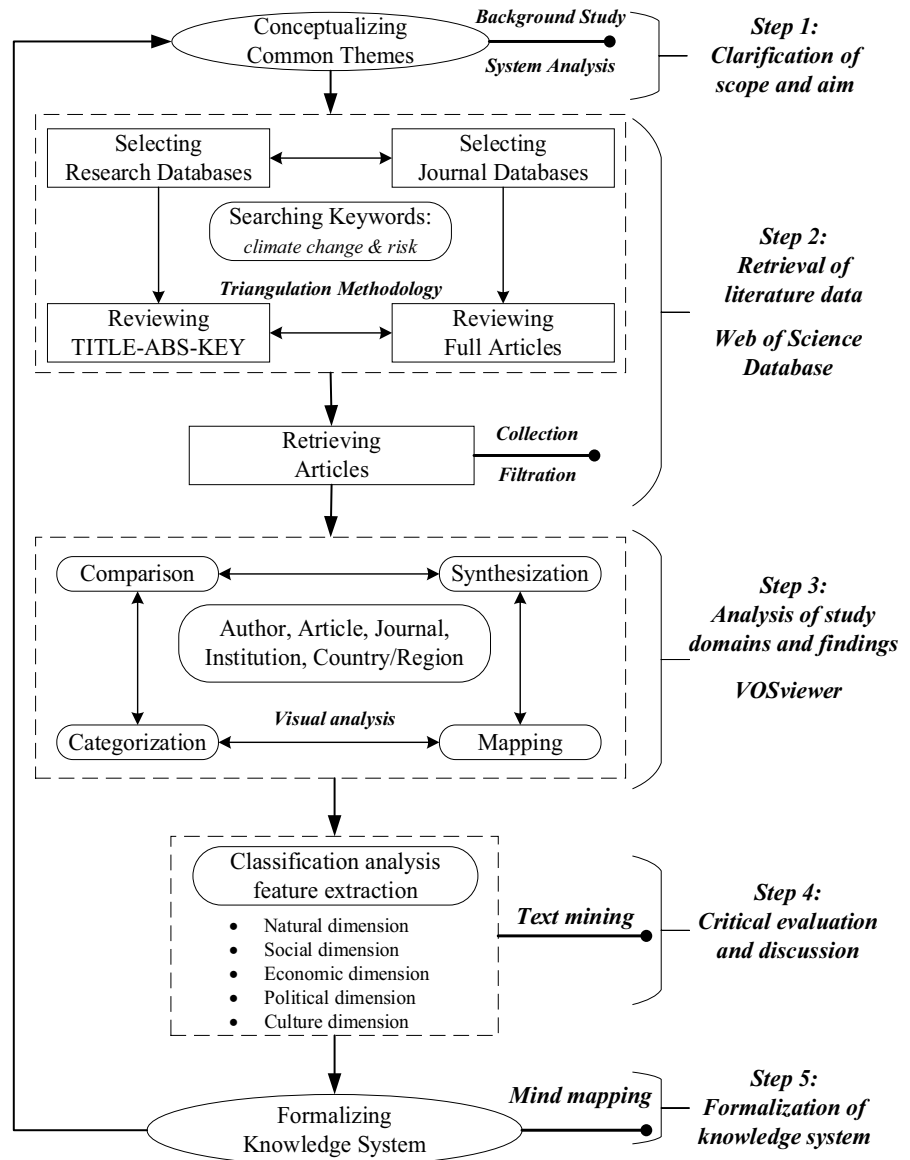 Conceptualizing
Common Themes
Background Study
System Analysis
Step 1:
Clarification of
scope and aim
Selecting
Research Databases
Selecting
Journal Databases
Searching Keywords:
climate change & risk
Triangulation Methodology
Reviewing
TITLE-ABS-KEY
Reviewing
Full Articles
Retrieving
Articles
Collection
Filtration
Step 2:
Retrieval of
literature data
Web of Science
Database
Comparison
Synthesization
Author, Article, Journal,
Institution, Country/Region
Visual analysis
Categorization
Mapping
Step 3:
Analysis of study
domains and findings
VOSviewer
Classification analysis
feature extraction
• Natural dimension
• Social dimension
• Economic dimension
• Political dimension
• Culture dimension
Text mining
Step 4:
Critical evaluation
and discussion
Formalizing
Knowledge System
Mind mapping
Step 5:
Formalization of
knowledge system